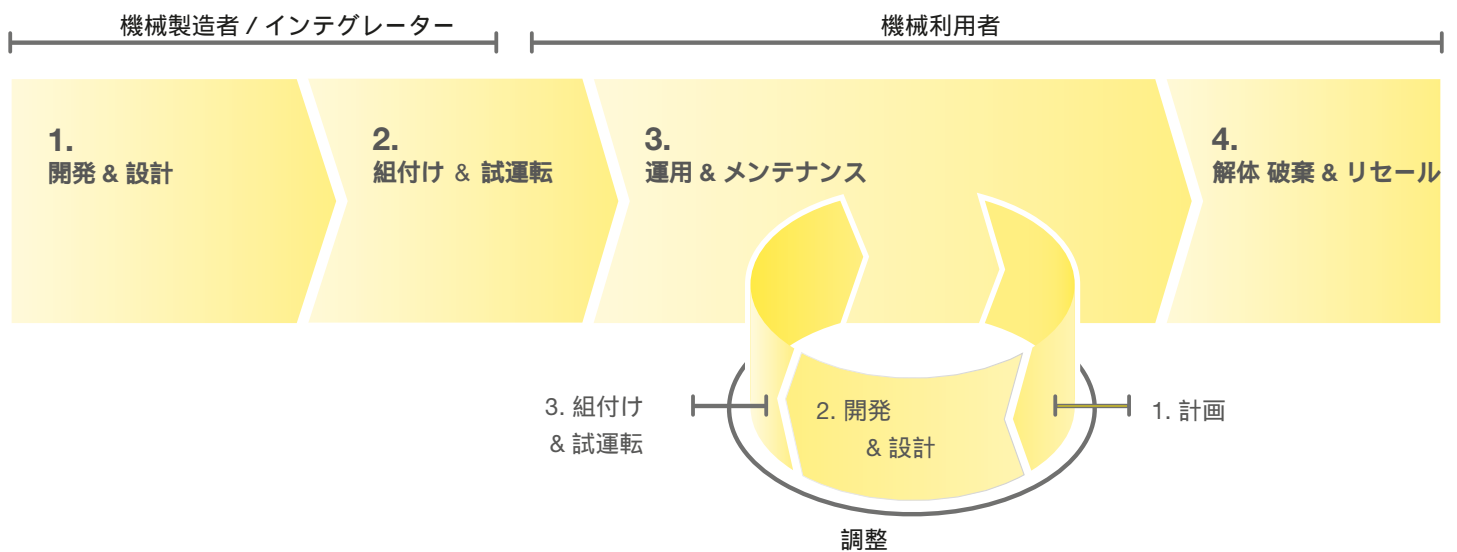 機械製造者 / インテグレーター
機械利用者
1.
開発 & 設計
2.
組付け & 試運転
3.
運用 & メンテナンス
4.
解体 破棄 & リセール
3. 組付け
& 試運転
2. 開発
& 設計
1. 計画
調整